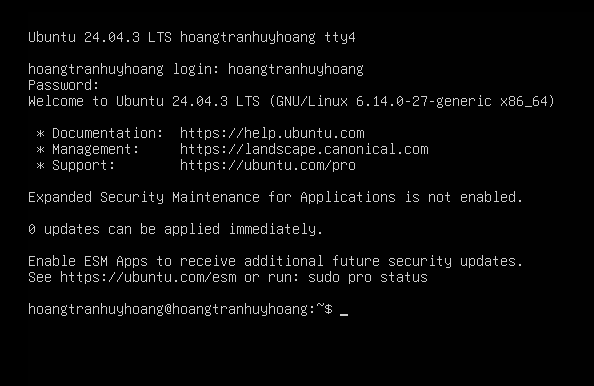 Ubuntu 24.04.3 LTS hoangtranhuyhoang tty4
hoangtranhuyhoang login: hoangtranhuyhoang
Password:
Welcome to Ubuntu 24.04.3 LTS (GNU/Linux 6.14.0-27-generic x86_64)
* Documentation:  https://help.ubuntu.com
* Management:     https://landscape.canonical.com
* Support:        https://ubuntu.com/pro
Expanded Security Maintenance for Applications is not enabled.
0 updates can be applied immediately.
Enable ESM Apps to receive additional future security updates.
See https://ubuntu.com/esm or run: sudo pro status
hoangtranhuyhoang@hoangtranhuyhoang:~$ _